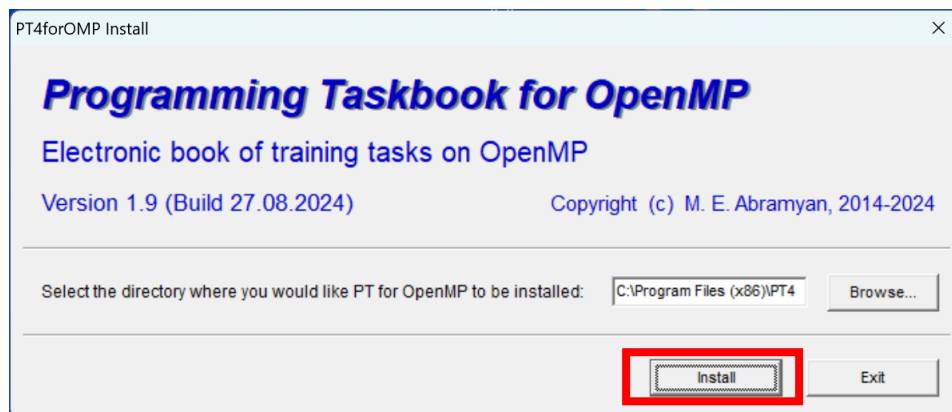 PT4forOMP Install
Programming Taskbook for OpenMP
Electronic book of training tasks on OpenMP
Version 1.9 (Build 27.08.2024) Copyright (c) M. E. Abramyan, 2014-2024
Select the directory where you would like PT for OpenMP to be installed: C:\Program Files (x86)\PT4 Browse...
Install Exit